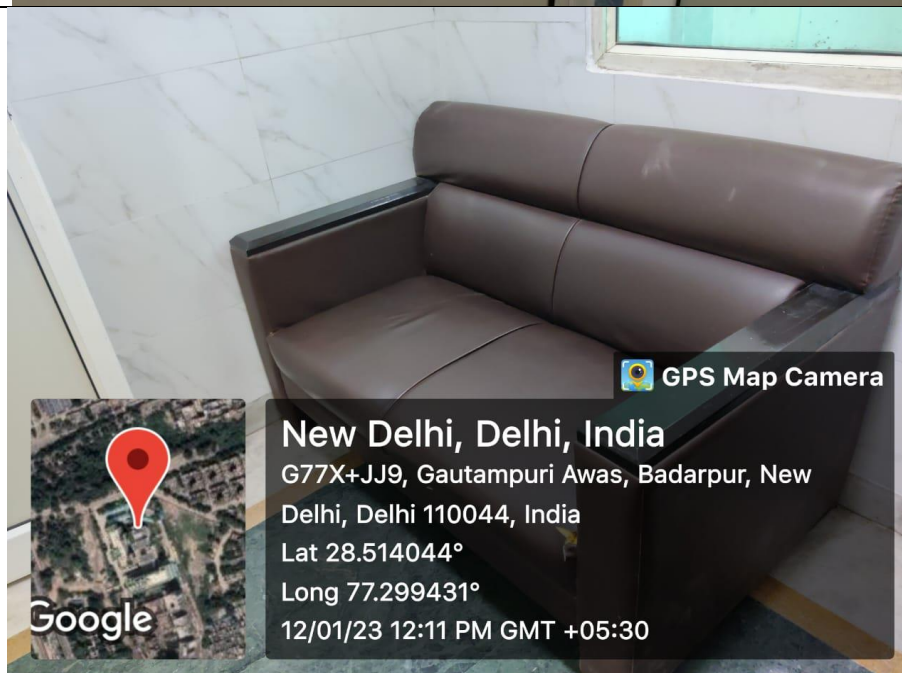 GPS Map Camera
New Delhi, Delhi, India
G77X+JJ9, Gautampuri Awas, Badarpur, New
Delhi, Delhi 110044, India
Lat 28.514044°
Long 77.299431°
12/01/23 12:11 PM GMT +05:30
Google